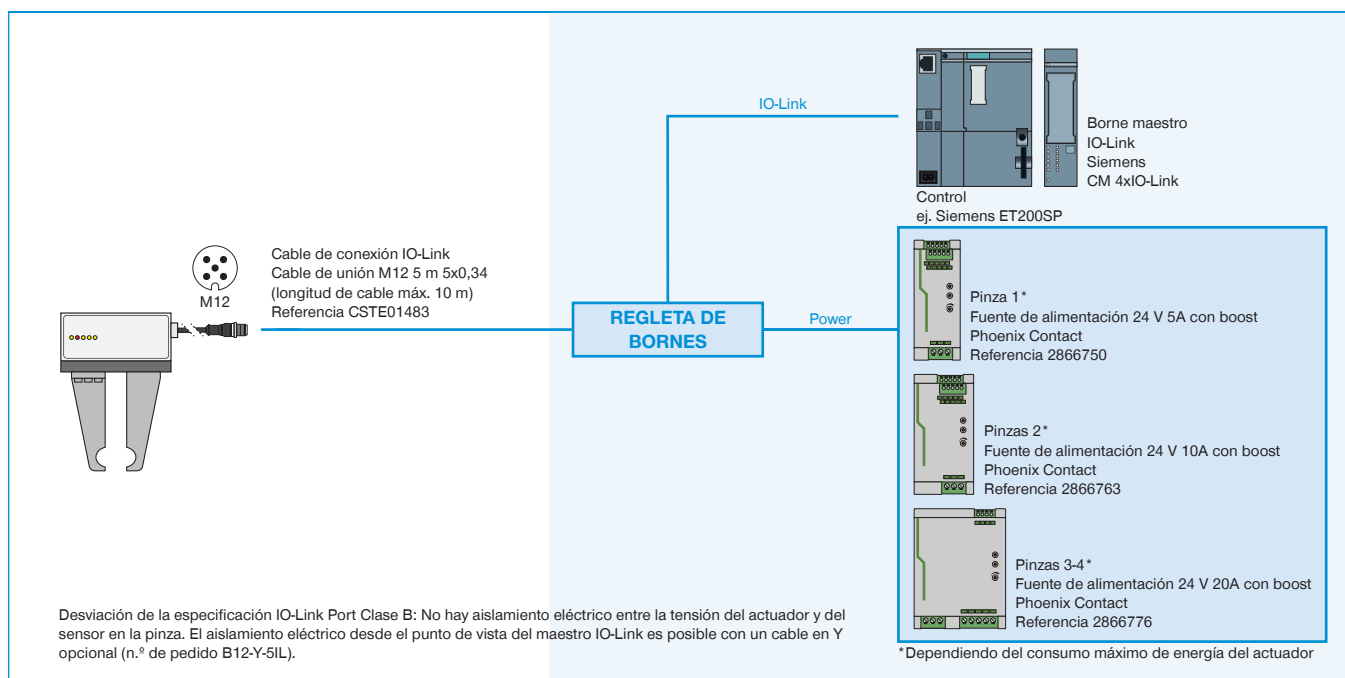 IO-Link
Borne maestro
IO-Link
Siemens
CM 4xIO-Link
Control
ej. Siemens ET200SP
Cable de conexión IO-Link
Cable de unión M12 5 m 5x0,34
(longitud de cable máx. 10 m)
Referencia CSTE01483
M12
REGLETA DE
BORNES
Power
Pinza 1*
Fuente de alimentación 24 V 5A con boost
Phoenix Contact
Referencia 2866750
Pinzas 2*
Fuente de alimentación 24 V 10A con boost
Phoenix Contact
Referencia 2866763
Pinzas 3-4*
Fuente de alimentación 24 V 20A con boost
Phoenix Contact
Referencia 2866776
*Dependiendo del consumo máximo de energía del actuador
Desviación de la especificación IO-Link Port Clase B: No hay aislamiento eléctrico entre la tensión del actuador y del
sensor en la pinza. El aislamiento eléctrico desde el punto de vista del maestro IO-Link es posible con un cable en Y
opcional (n.º de pedido B12-Y-5IL).